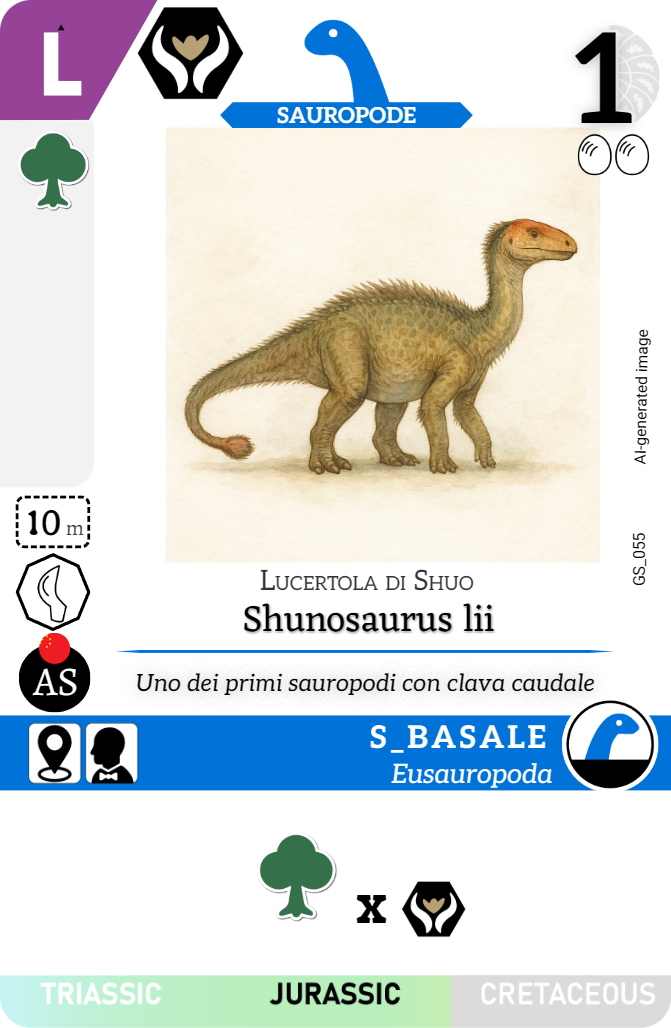 L
SAUROPODE
1
AI-generated image
GS_055
10 m
AS
Lucertola di Shuo
Shunosaurus lii
Uno dei primi sauropodi con clava caudale
S_BASALE
Eusauropoda
x
TRIASSIC JURASSIC CRETACEOUS